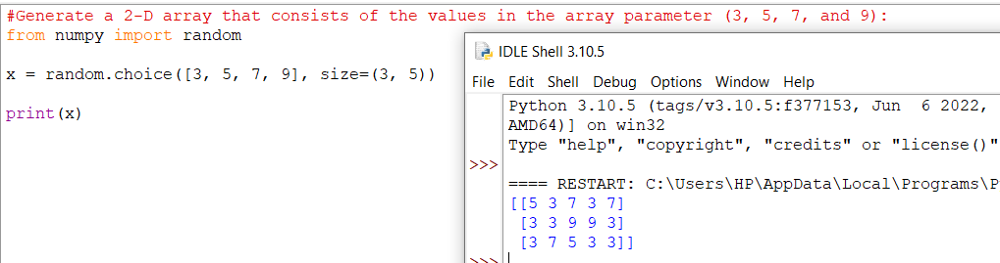 #Generate a 2-D array that consists of the values in the array parameter (3, 5, 7, and 9):
from numpy import random
x = random.choice([3, 5, 7, 9], size=(3, 5))
print(x)
IDLE Shell 3.10.5
File Edit Shell Debug Options Window Help
Python 3.10.5 (tags/v3.10.5:f377153, Jun  6 2022,
AMD64)] on win32
Type "help", "copyright", "credits" or "license()"
>>>
==== RESTART: C:\Users\HP\AppData\Local\Programs\P
[[5 3 7 3 7]
 [3 3 9 9 3]
 [3 7 5 3 3]]
>>>